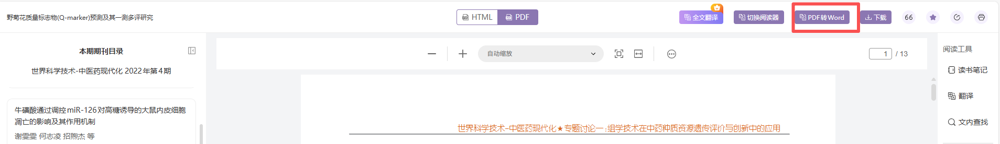 野菊花质量标志物(Q-marker)预测及其一测多评研究
HTML
PDF
全文翻译
切换阅读器
PDF转Word
下载
本期期刊目录
世界科学技术-中医药现代化 2022年第4期
牛磺酸通过调控miR-126对高糖诱导的大鼠内皮细胞
凋亡的影响及其作用机制
谢雯雯 何志凌 招煦杰 等
自动缩放
1 / 13
世界科学技术-中医药现代化★专题讨论一:组学技术在中药种质资源遗传评价与创新中的应用
阅读工具
读书笔记
翻译
文内查找